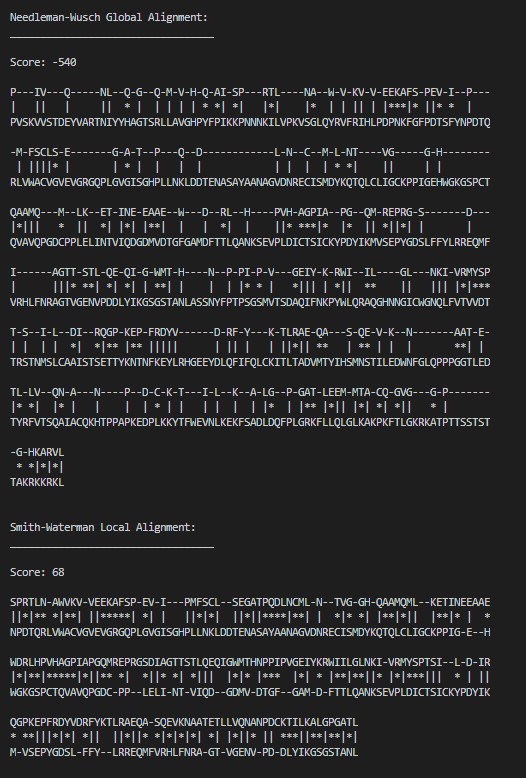 Needleman-Wusch Global Alignment:
Score: -540
P---IV---Q-----NL--Q-G--Q-M-V-H-Q-AI-SP---RTL----NA--W-V-KV-V-EEKAFS-PEV-I--P---
PVSKVVSTDEYVARTNIYYHAGTSRLLAVGHPYFPIKKPNNNKILVPKVSGLQYRVFRIHLPDPNKFGFPDTSFYNPDTQ
-M-FSCLS-E-------G-A-T--P---Q--D------------L-N--C--M-L-NT----VG-----G-H--------
RLVWACVGVEVGRGQPLGVGISGHPLLNKLDDTENASAYAANAGVDNRECISMDYKQTQLCLIGCKPPIGEHWGKGSPCT
QAAMQ---M--LK--ET-INE-EAAE--W---D--RL--H----PVH-AGPIA--PG--QM-REPRG-S-------D---
QVAVQPGDCPPLELINTVIQDGDMVDTGFGAMDFTTLQANKSEVPLDICTSICKYPDYIKMVSEPYGDSLFFYLRREQMF
I------AGTT-STL-QE-QI-G-WMT-H----N--P-PI-P-V---GEIY-K-RWI--IL----GL---NKI-VRMYSP
VRHLFNRAGTVGENVPDDLYIKGSGSTANLASSNYFPTPSGSMVTSDAQIFNKPYWLQRAQGHNNGICWGNQLFVTVVDT
T-S--I-L--DI--RQGP-KEP-FRDYV------D-RF-Y---K-TLRAE-QA---S-QE-V-K--N-------AAT-E-
TRSTNMSLCAAISTSETTYKNTNFKEYLRHGEEYDLQFIFQLCKITLTADVMTYIHSMNSTILEDWNFGLQPPPGGTLED
TL-LV--QN-A---N----P--D-C-K-T---I-L--K--A-LG--P-GAT-LEEM-MTA-CQ-GVG---G-P-------
TYRFVTSQAIACQKHTPPAPKEDPLKKYTFWEVNLKEKFSADLDQFPLGRKFLLQLGLKAKPKFTLGKRKATPTTSSTST
-G-HKARVL
TAKRKKRKL
Smith-Waterman Local Alignment:
Score: 68
SPRTLN-AWVKV-VEEKAFSP-EV-I---PMFSCL--SEGATPQDLNCML-N--TVG-GH-QAAMQML--KETINEEAAE
NPDTQRLVWACVGVEVGRGQPLGVGISGHPLLNKLDDTENASAYAANAGVDNRECISMDYKQTQLCLIGCKPPIG-E--H
WDRLHPVHAGPIAPGQMREPRGSDIAGTTSTLQEQIGWMTHNPPIPVGEIYKRWIILGLNKI-VRMYSPTSI--L-D-IR
WGKGSPCTQVAVQPGDC-PP--LELI-NT-VIQD--GDMV-DTGF--GAM-D-FTTLQANKSEVPLDICTSICKYPDYIK
QGPKEPFRDYVDRFYKTLRAEQA-SQEVKNAATETLLVQNANPDCKTILKALGPGATL
M-VSEPYGDSL-FFY--LRREQMFVRHLFNRA-GT-VGENV-PD-DLYIKGSGSTANL